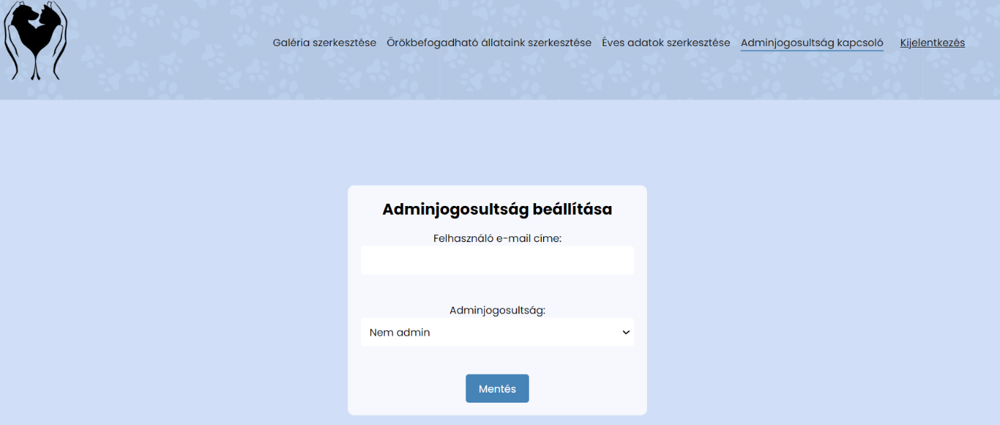 Galéria szerkesztése Örökbefogadható állataink szerkesztése Éves adatok szerkesztése Adminjogosultság kapcsoló Kijelentkezés
Adminjogosultság beállítása
Felhasználó e-mail címe:
Adminjogosultság:
Nem admin
Mentés